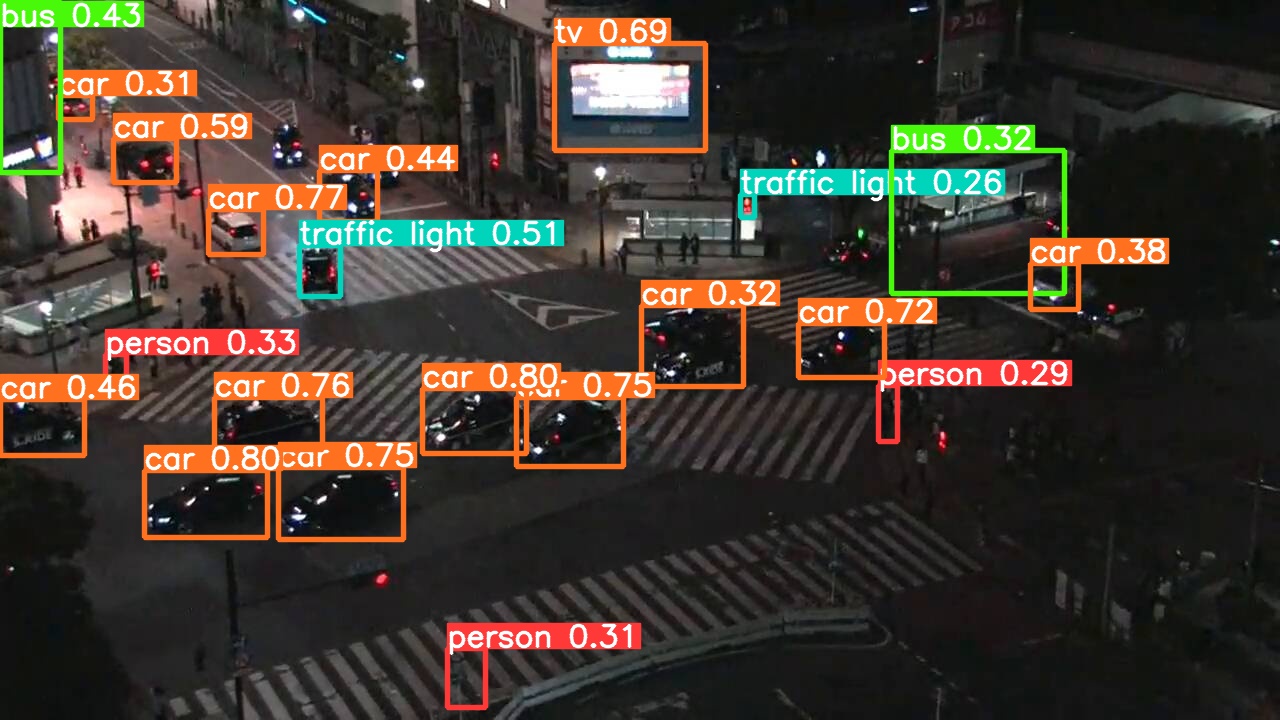 bus 0.43
tv 0.69
car 0.31
car 0.59
bus 0.32
car 0.44
traffic light 0.26
car 0.77
traffic light 0.51
car 0.38
car 0.32
car 0.72
person 0.33
person 0.29
car 0.46
car 0.76
car 0.80
car 0.75
S.RIDE
S.RIDE
car 0.80
car 0.75
person 0.31